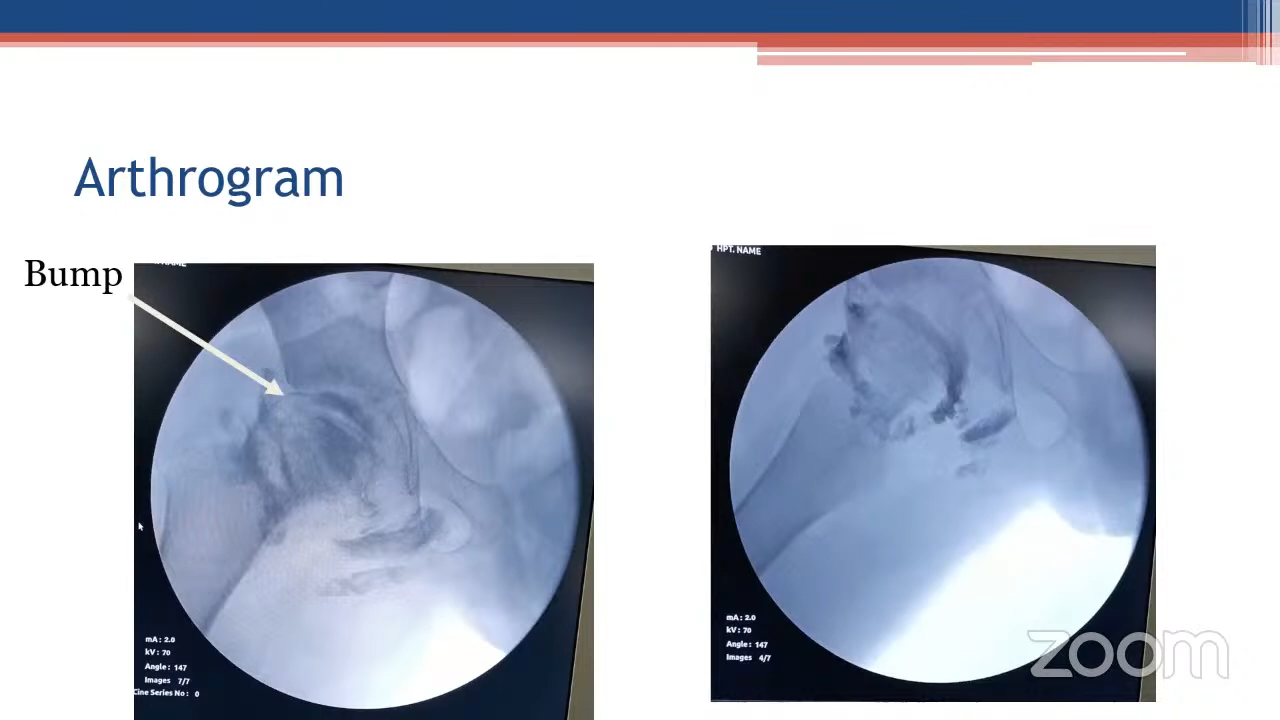 Arthrogram
Bump
mA: 2.0
kV: 70
Angle: 147
Images 7/7
Cine Series No: 0
PT. NAME
mA: 2.0
kV: 70
Angle: 147
Images 4/7
zoom